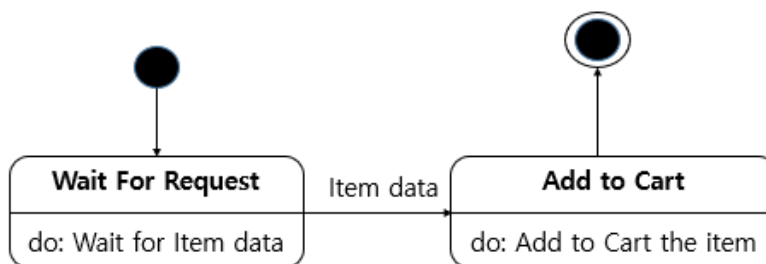 Wait For Request
do: Wait for Item data
Item data
Add to Cart
do: Add to Cart the item